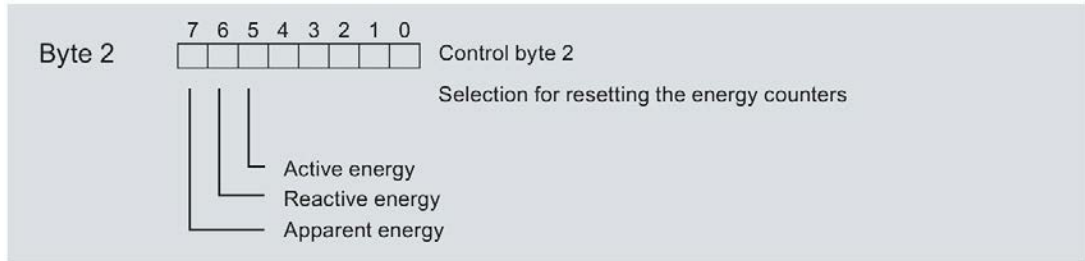 7 6 5 4 3 2 1 0
Byte 2 Control byte 2
Selection for resetting the energy counters
Active energy
Reactive energy
Apparent energy